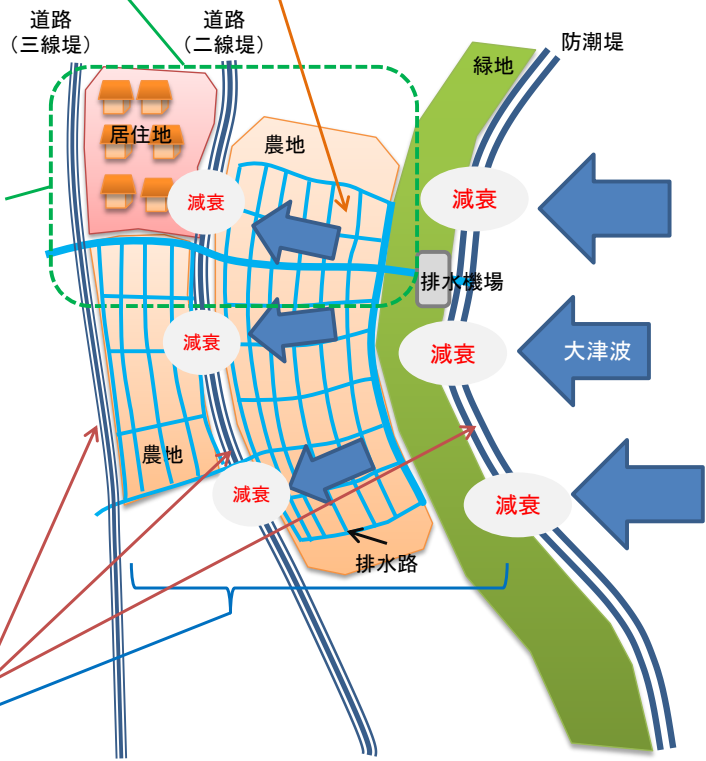 道路
（三線堤）
道路
（二線堤）
防潮堤
緑地
居住地
農地
減衰
減衰
排水機場
減衰
減衰
大津波
農地
減衰
減衰
排水路